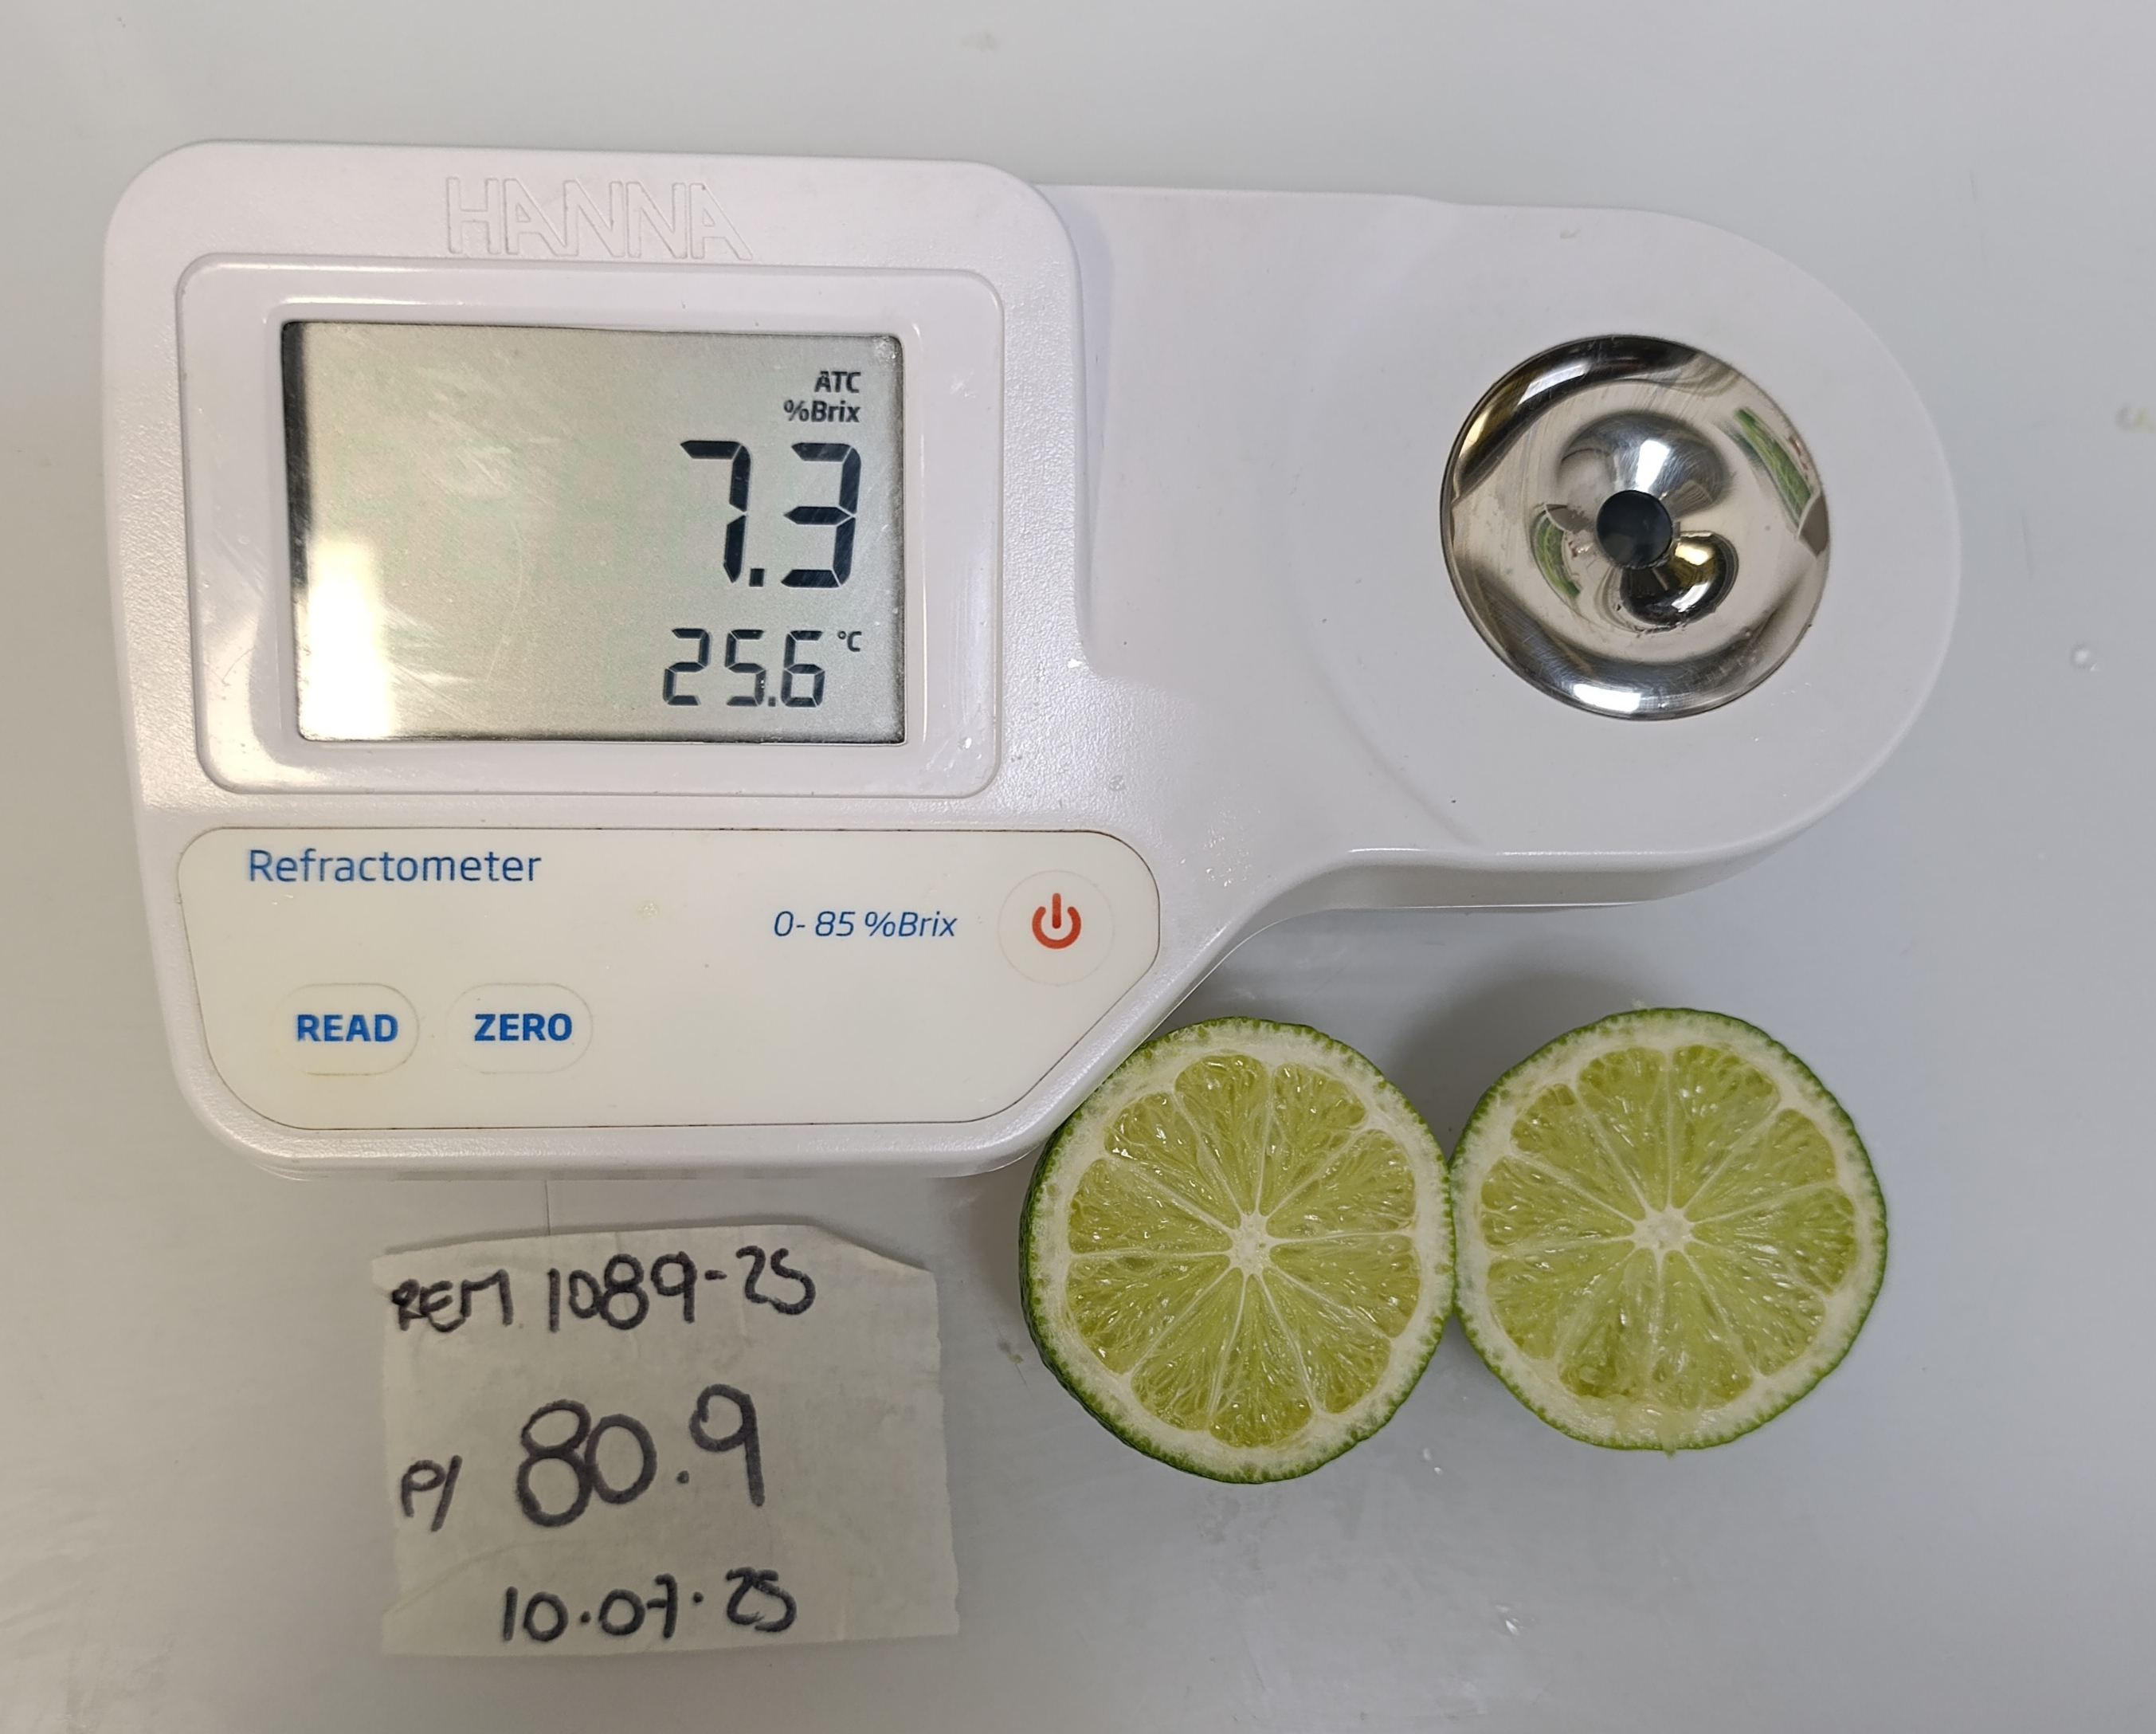 HANNA
ATC
%Brix
7.3
25.6 °C
Refractometer
0- 85 %Brix
READ ZERO
REM 1089-25
P/ 80.9
10.07.25